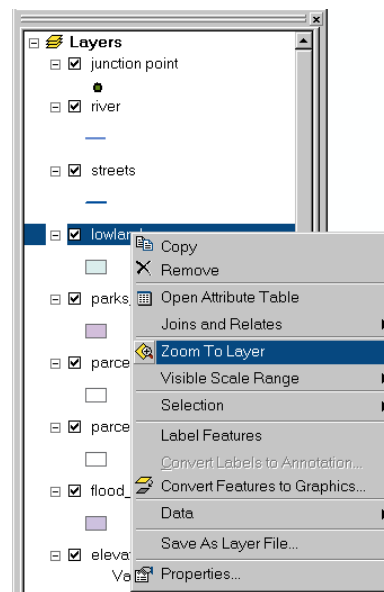 Layers
junction point
river
streets
lowland
Copy
Remove
parks_
Open Attribute Table
Joins and Relates
parce
Zoom To Layer
Visible Scale Range
Selection
parce
Label Features
Convert Labels to Annotation...
flood_
Convert Features to Graphics...
Data
Save As Layer File...
eleva
Va
Properties...